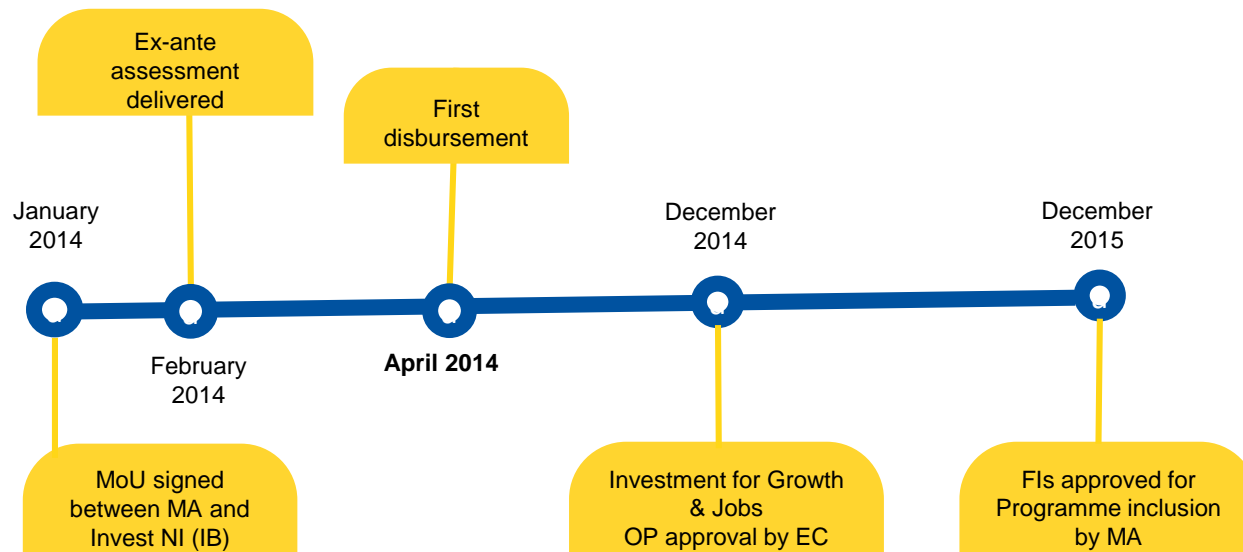 Ex-ante
assessment
delivered
First
disbursement
January
2014
December
2014
December
2015
February
2014
April 2014
MoU signed
between MA and
Invest NI (IB)
Investment for Growth
& Jobs
OP approval by EC
FIs approved for
Programme inclusion
by MA